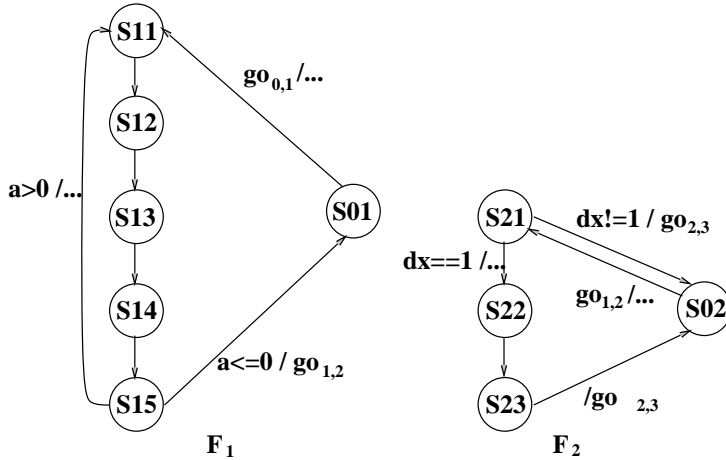 S11
go0,1 /...
S12
a>0 /...
S13
S01
S21
dx!=1 / go2,3
dx==1 /...
go1,2 /...
S14
S22
S02
a<=0 / go1,2
S15
S23
/go 2,3
F1
F2